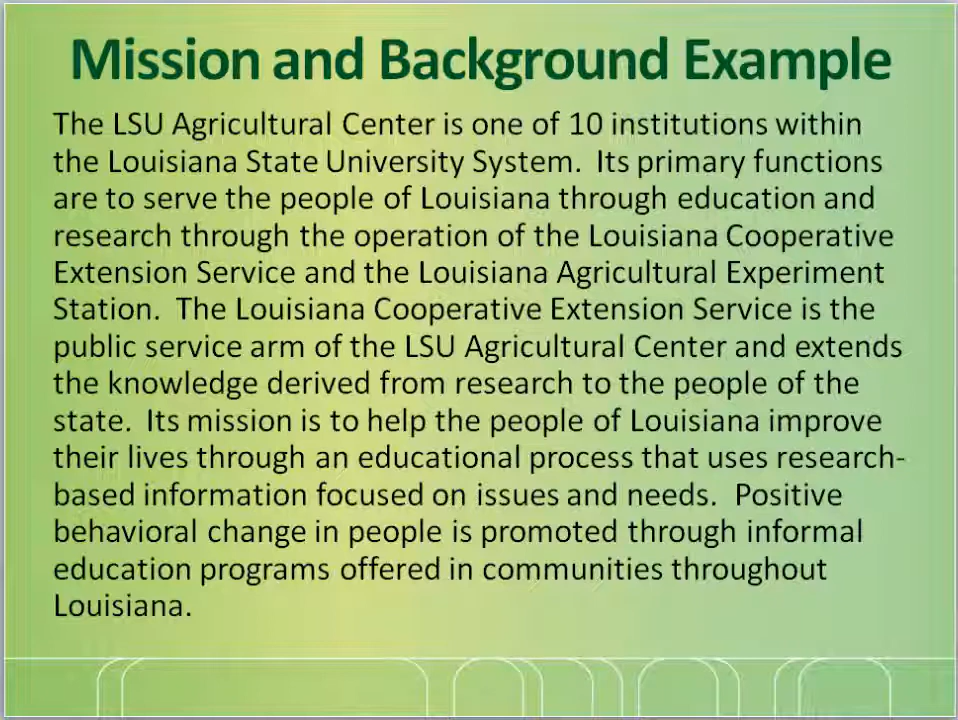 Mission and Background Example
The LSU Agricultural Center is one of 10 institutions within
the Louisiana State University System.  Its primary functions
are to serve the people of Louisiana through education and
research through the operation of the Louisiana Cooperative
Extension Service and the Louisiana Agricultural Experiment
Station.  The Louisiana Cooperative Extension Service is the
public service arm of the LSU Agricultural Center and extends
the knowledge derived from research to the people of the
state.  Its mission is to help the people of Louisiana improve
their lives through an educational process that uses research-
based information focused on issues and needs.  Positive
behavioral change in people is promoted through informal
education programs offered in communities throughout
Louisiana.